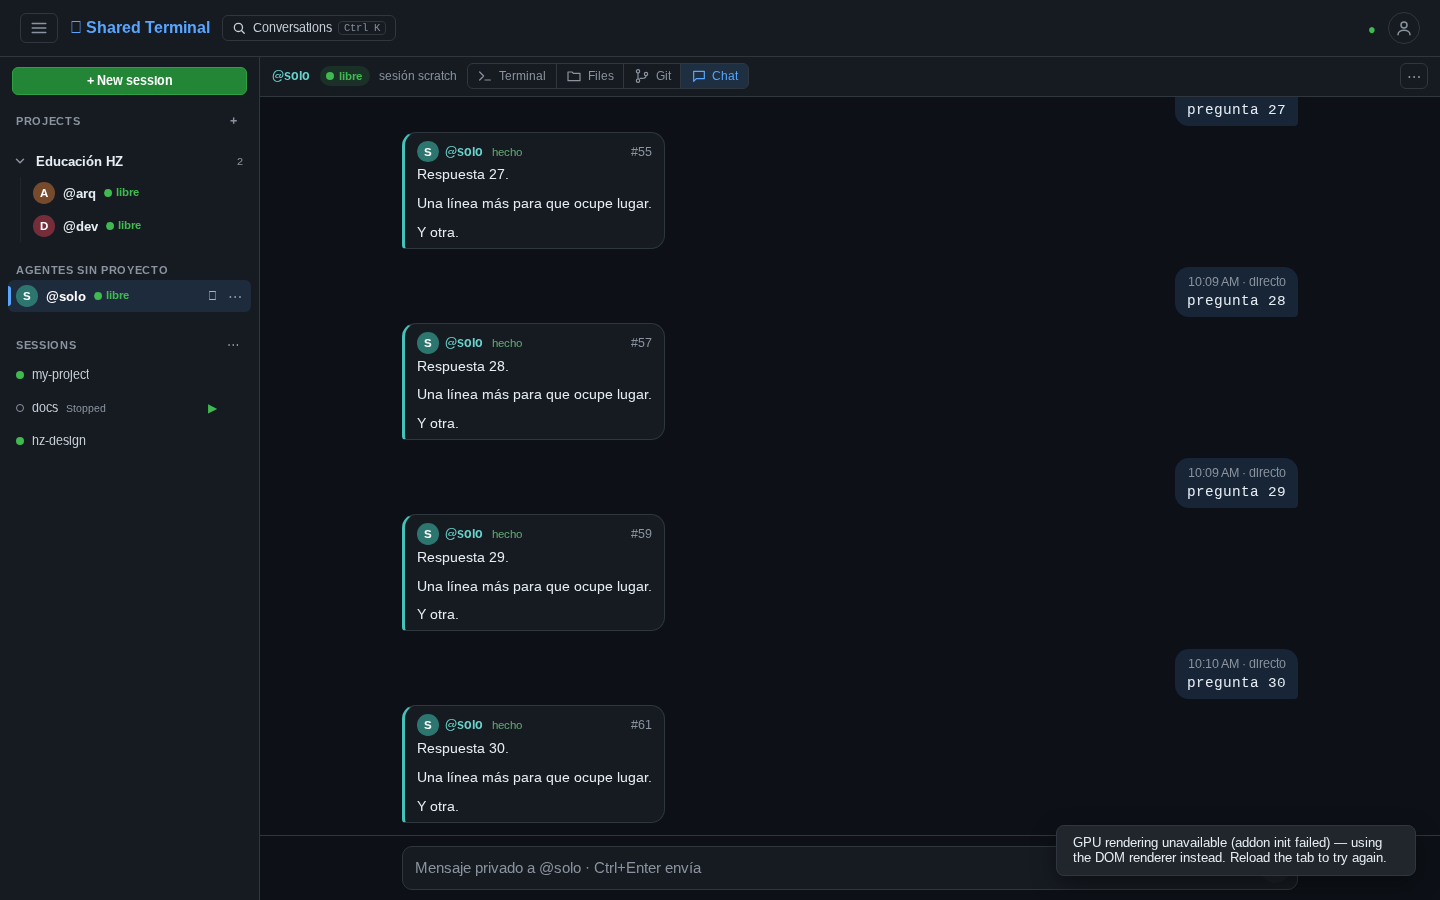 Shared Terminal
Conversations Ctrl K
+ New session
PROJECTS +
Educación HZ 2
A @arq libre
D @dev libre
AGENTES SIN PROYECTO
S @solo libre ...
SESSIONS ...
my-project
docs Stopped
hz-design
@solo libre sesión scratch Terminal Files Git Chat ...
pregunta 27
S @solo hecho #55
Respuesta 27.
Una línea más para que ocupe lugar.
Y otra.
10:09 AM · directo
pregunta 28
S @solo hecho #57
Respuesta 28.
Una línea más para que ocupe lugar.
Y otra.
10:09 AM · directo
pregunta 29
S @solo hecho #59
Respuesta 29.
Una línea más para que ocupe lugar.
Y otra.
10:10 AM · directo
pregunta 30
S @solo hecho #61
Respuesta 30.
Una línea más para que ocupe lugar.
Y otra.
Mensaje privado a @solo · Ctrl+Enter envía
GPU rendering unavailable (addon init failed) — using
the DOM renderer instead. Reload the tab to try again.